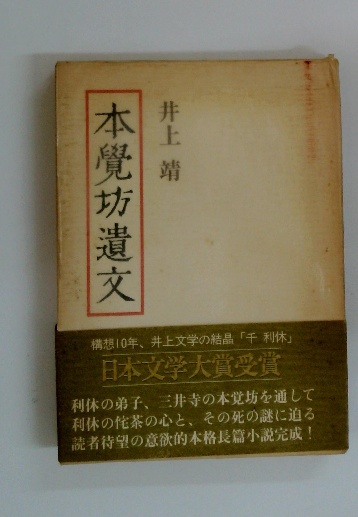 井上靖
本覺坊遺文
構想10年、井上文学の結晶「千利休」
日本文学大賞受賞
利休の弟子、三井寺の本覚坊を通して
利休の侘茶の心と、その死の謎に迫る
読者待望の意欲的本格長篇小説完成！